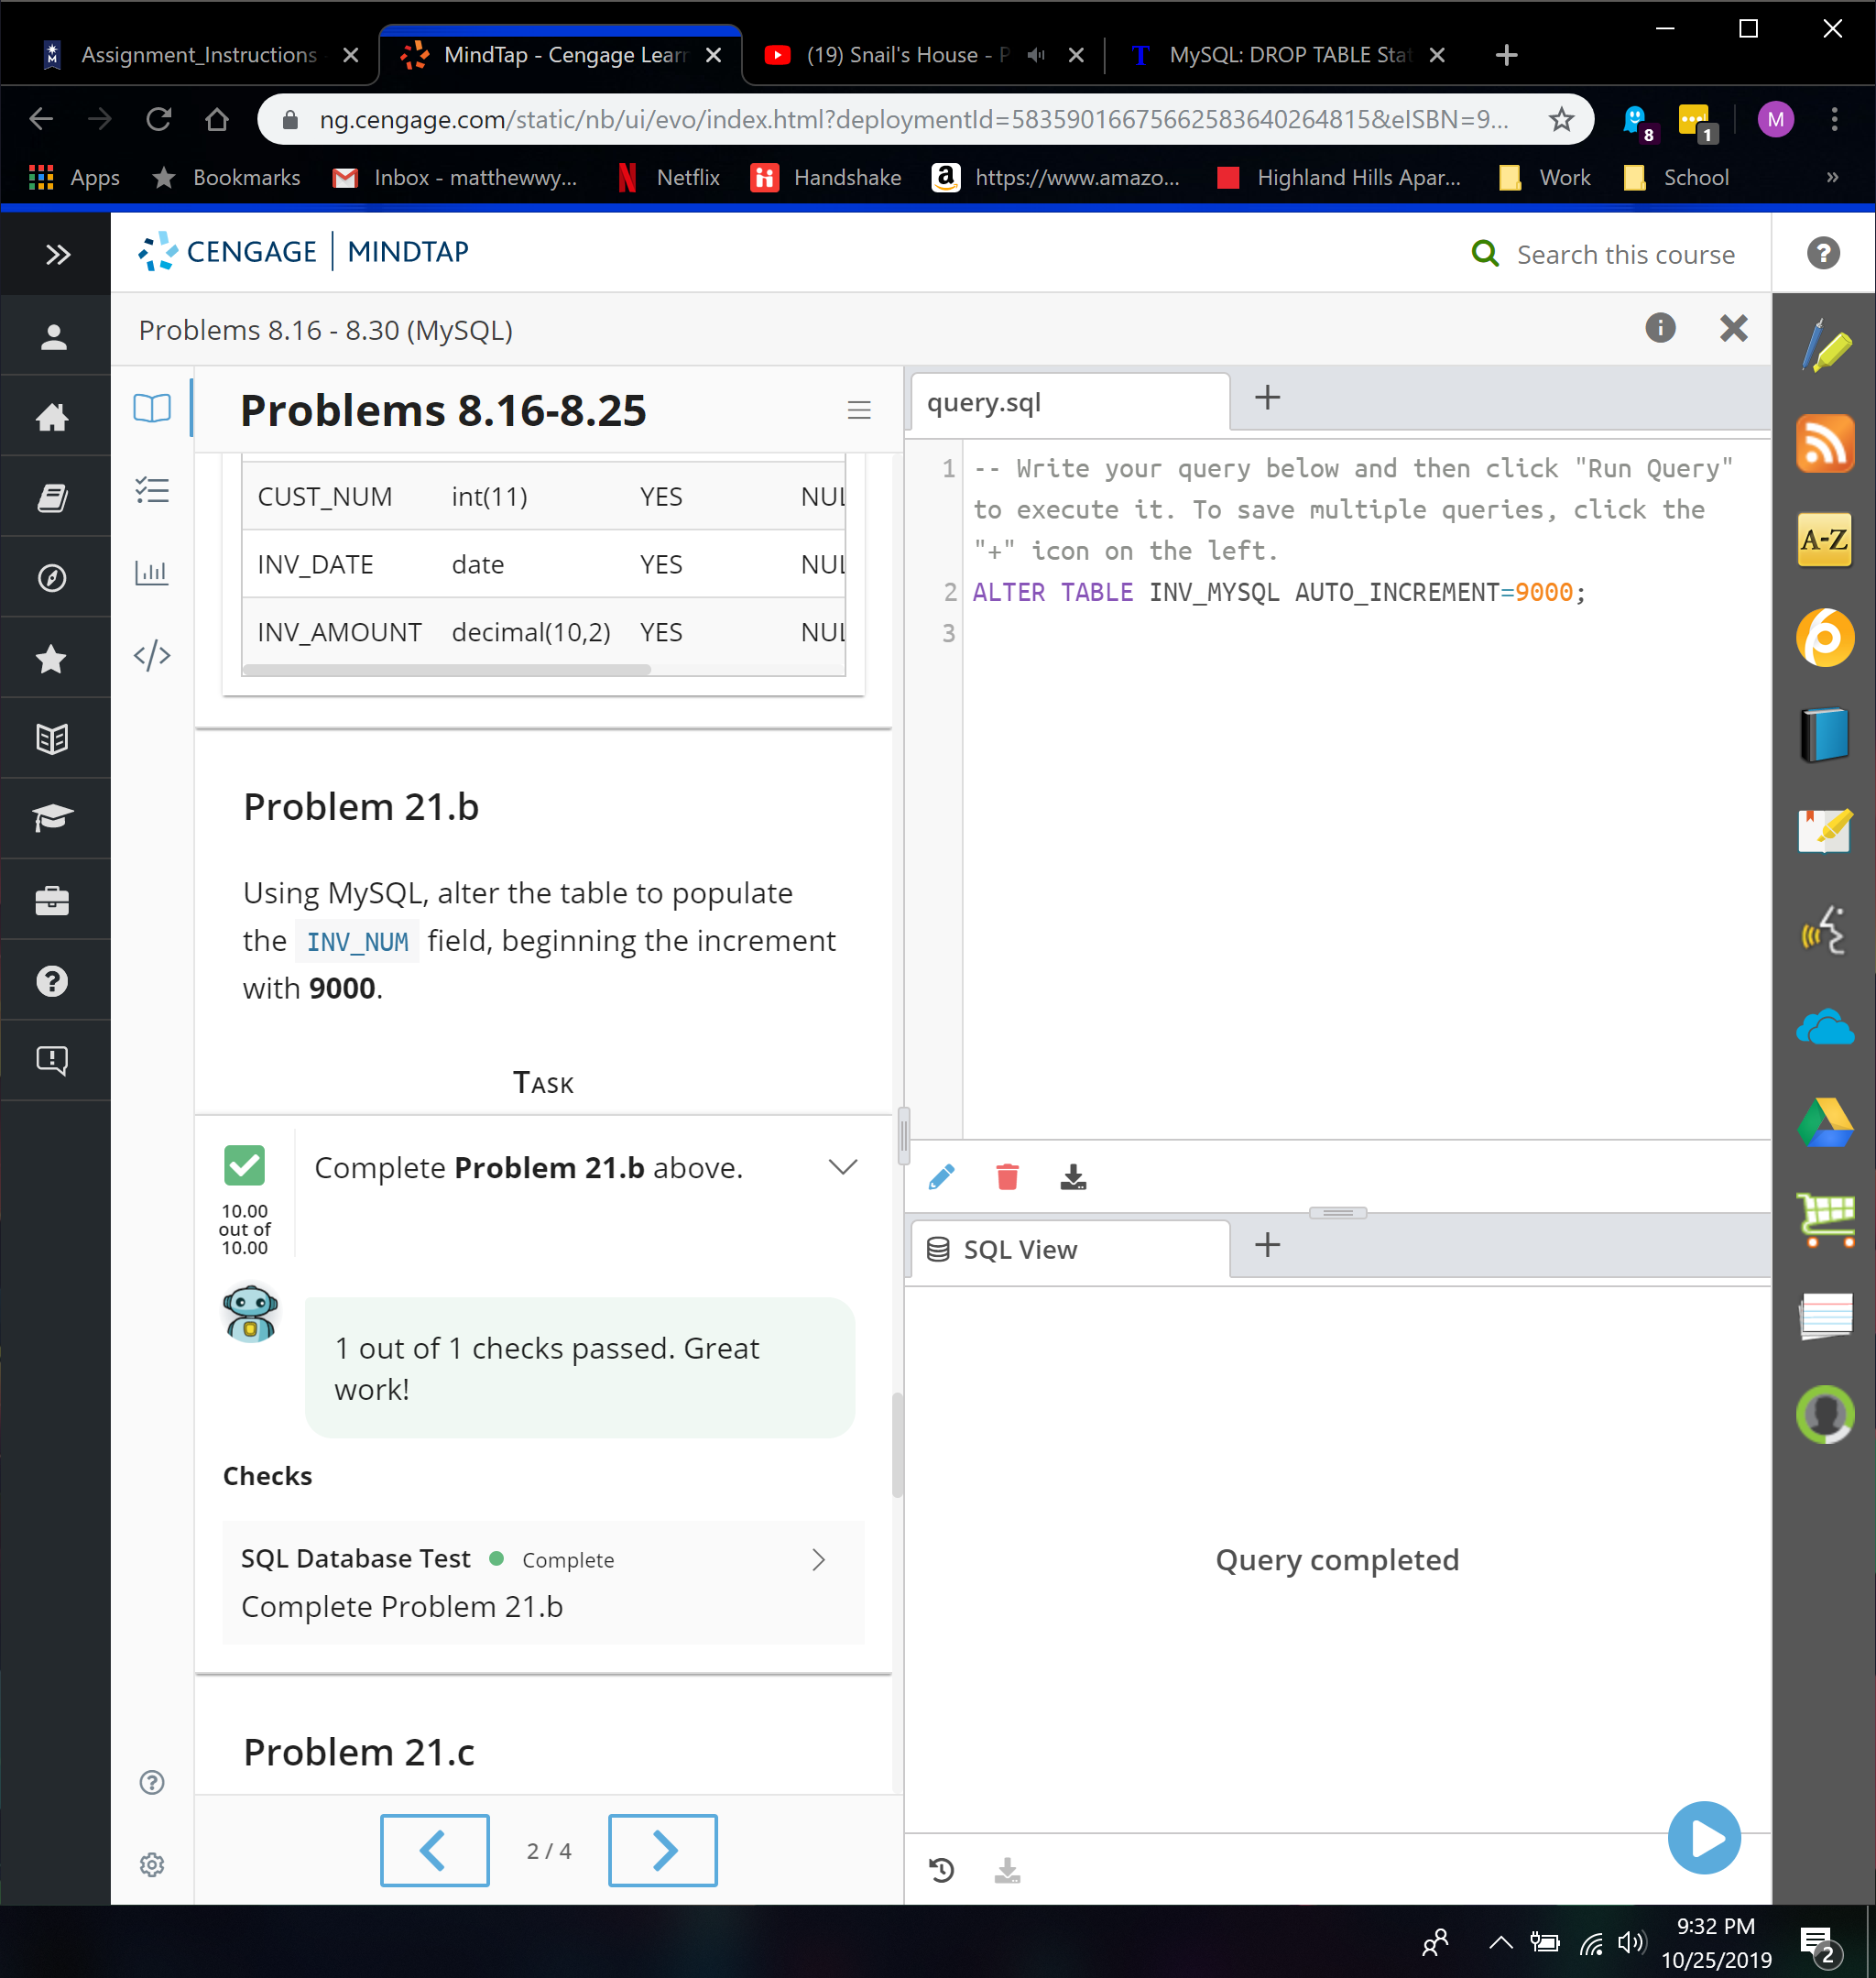 Assignment_Instructions
MindTap - Cengage Learn
(19) Snail's House - P
MySQL: DROP TABLE Stat
ng.cengage.com/static/nb/ui/evo/index.html?deploymentId=5835901667566258364026481​5&eISBN=9...
8
1
M
Apps
Bookmarks
Inbox - matthewwy...
Netflix
Handshake
https://www.amazo...
Highland Hills Apar...
Work
School
»
CENGAGE | MINDTAP
Search this course
Problems 8.16 - 8.30 (MySQL)
Problems 8.16-8.25
CUST_NUM int(11) YES NUL
INV_DATE date YES NUL
INV_AMOUNT decimal(10,2) YES NUL
Problem 21.b
Using MySQL, alter the table to populate
the INV_NUM field, beginning the increment
with 9000.
TASK
Complete Problem 21.b above.
10.00
out of
10.00
1 out of 1 checks passed. Great
work!
Checks
SQL Database Test Complete
Complete Problem 21.b
Problem 21.c
2 / 4
query.sql
1 -- Write your query below and then click "Run Query"
to execute it. To save multiple queries, click the
"+" icon on the left.
2 ALTER TABLE INV_MYSQL AUTO_INCREMENT=9000;
3
SQL View
Query completed
A-Z
9:32 PM
10/25/2019
2